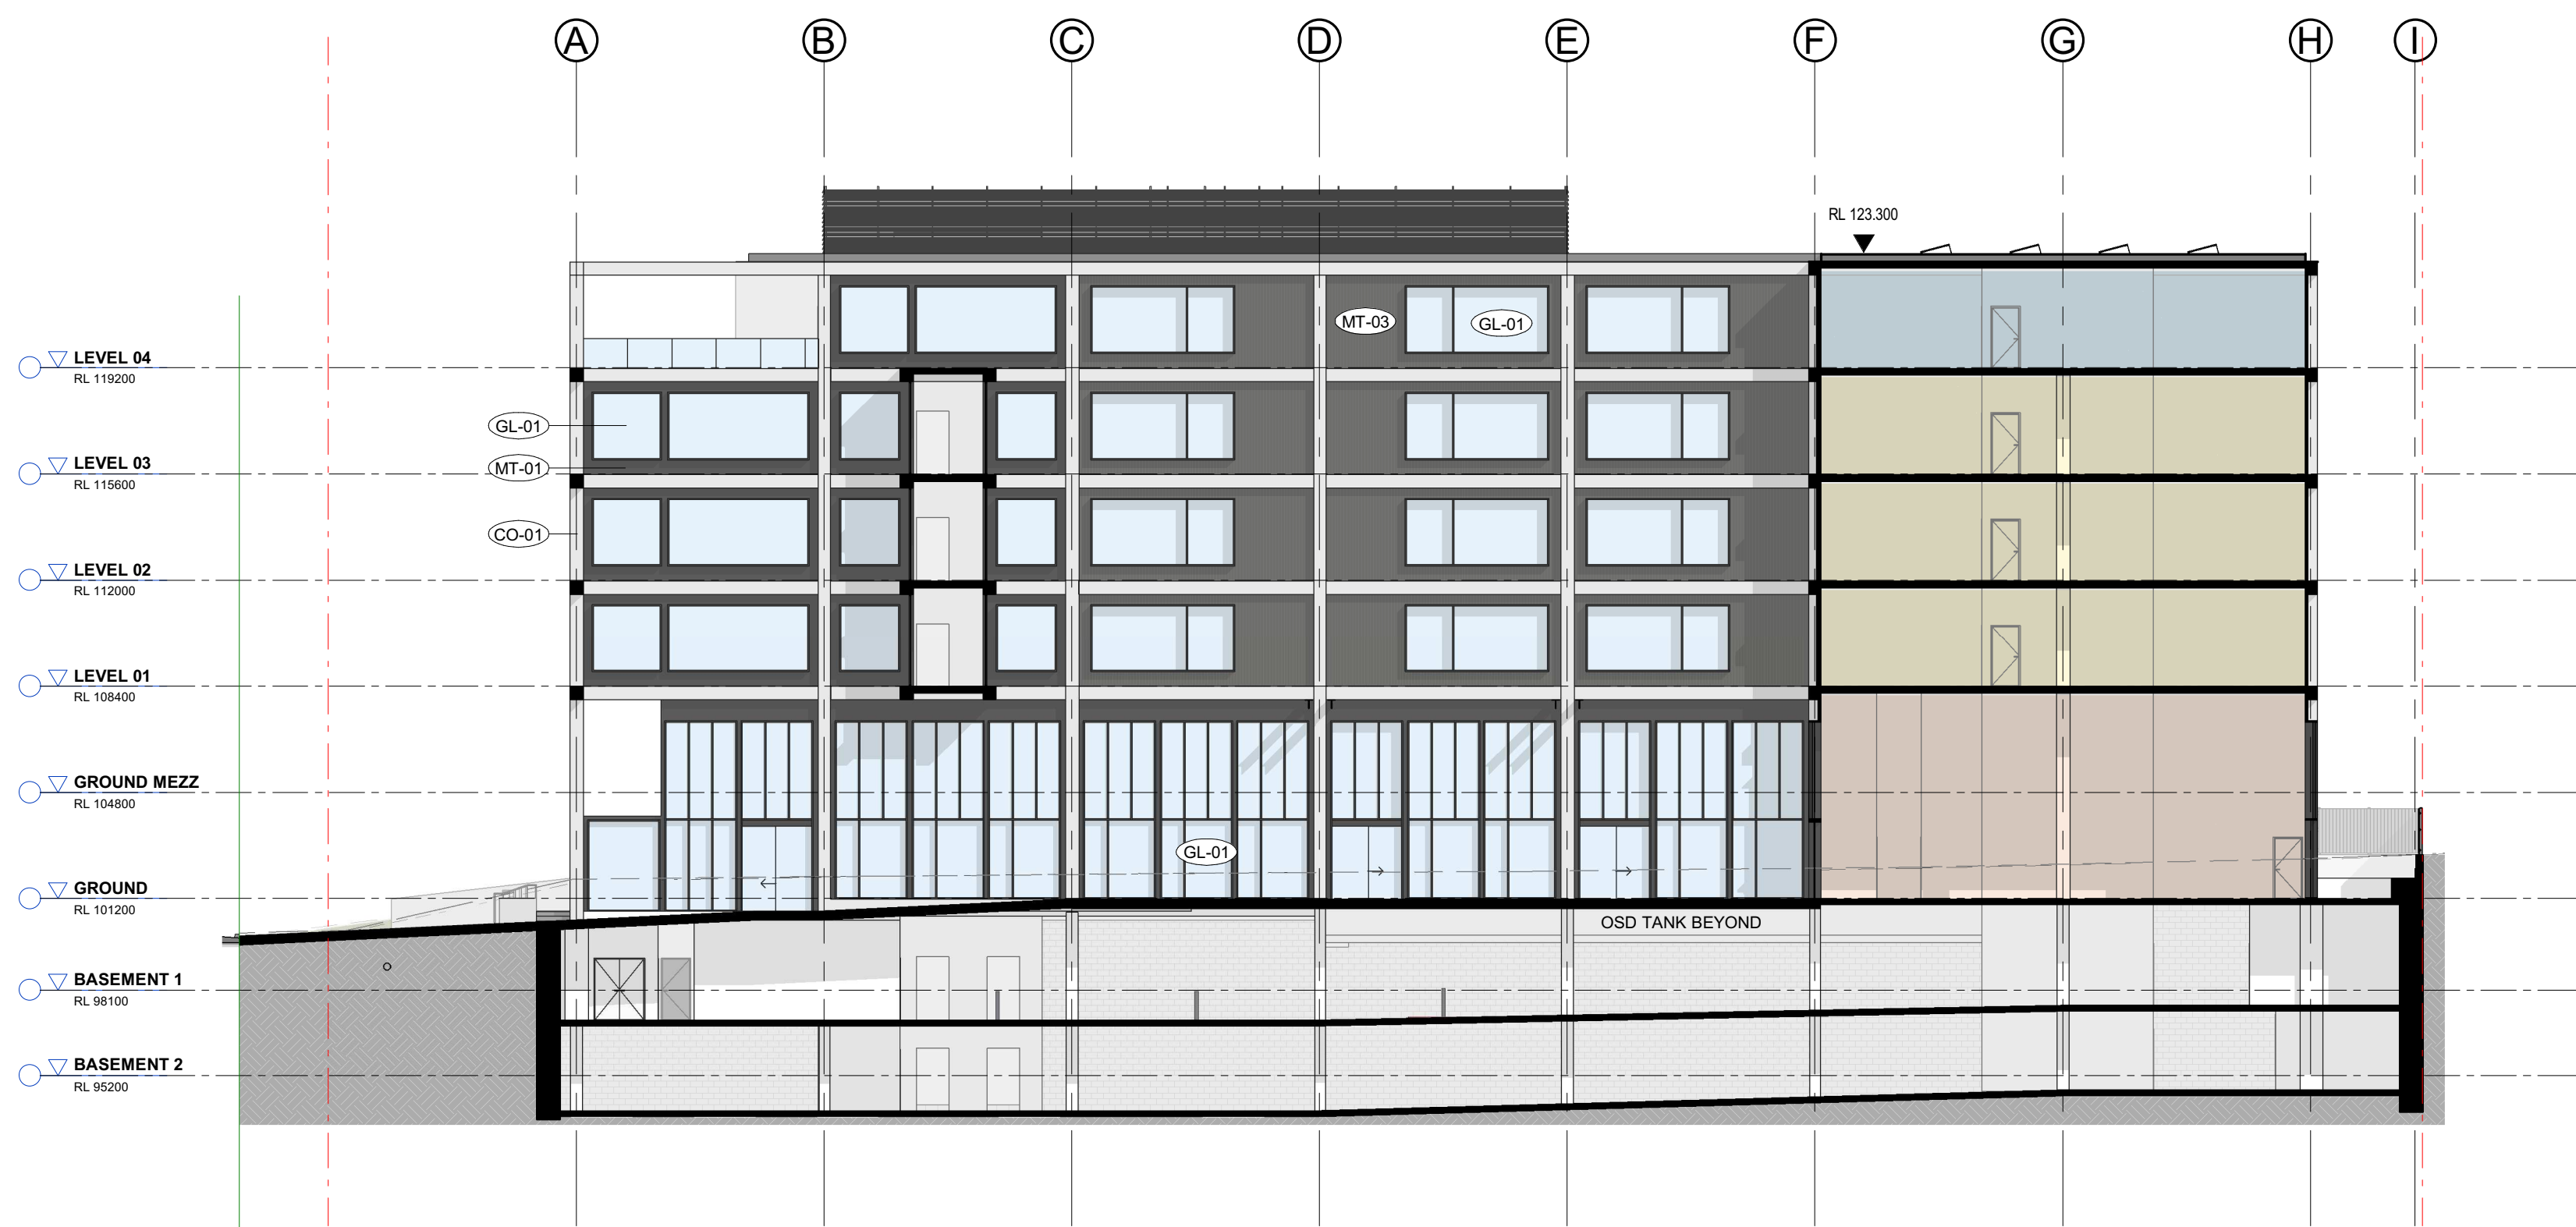 A
B
C
D
E
F
G
H
I
RL 123.300
MT-03
GL-01
LEVEL 04
RL 119200
GL-01
LEVEL 03
MT-01
RL 115600
CO-01
LEVEL 02
RL 112000
LEVEL 01
RL 108400
GROUND MEZZ
RL 104800
GL-01
GROUND
RL 101200
OSD TANK BEYOND
BASEMENT 1
RL 98100
BASEMENT 2
RL 95200